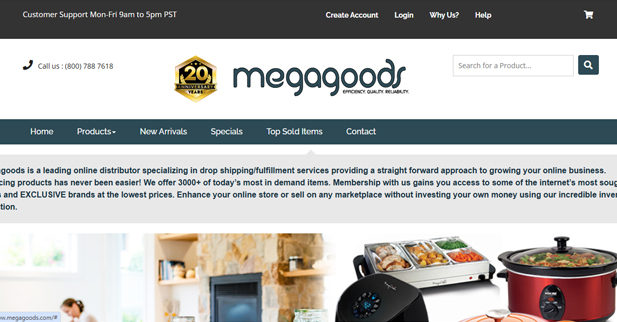 Customer Support Mon-Fri 9am to 5pm PST
Create Account Login Why Us? Help
Call us : (800) 788 7618
20
ANNIVERSARY
YEARS
megagoods
EFFICIENCY. QUALITY. RELIABILITY.
Search for a Product...
Home Products New Arrivals Specials Top Sold Items Contact
goods is a leading online distributor specializing in drop shipping/fulfillment services providing a straight forward approach to growing your online business.
cing products has never been easier! We offer 3000+ of today's most in demand items. Membership with us gains you access to some of the internet's most soug
s and EXCLUSIVE brands at the lowest prices. Enhance your online store or sell on any marketplace without investing your own money using our incredible inver
tion.
ww.megagoods.com/#